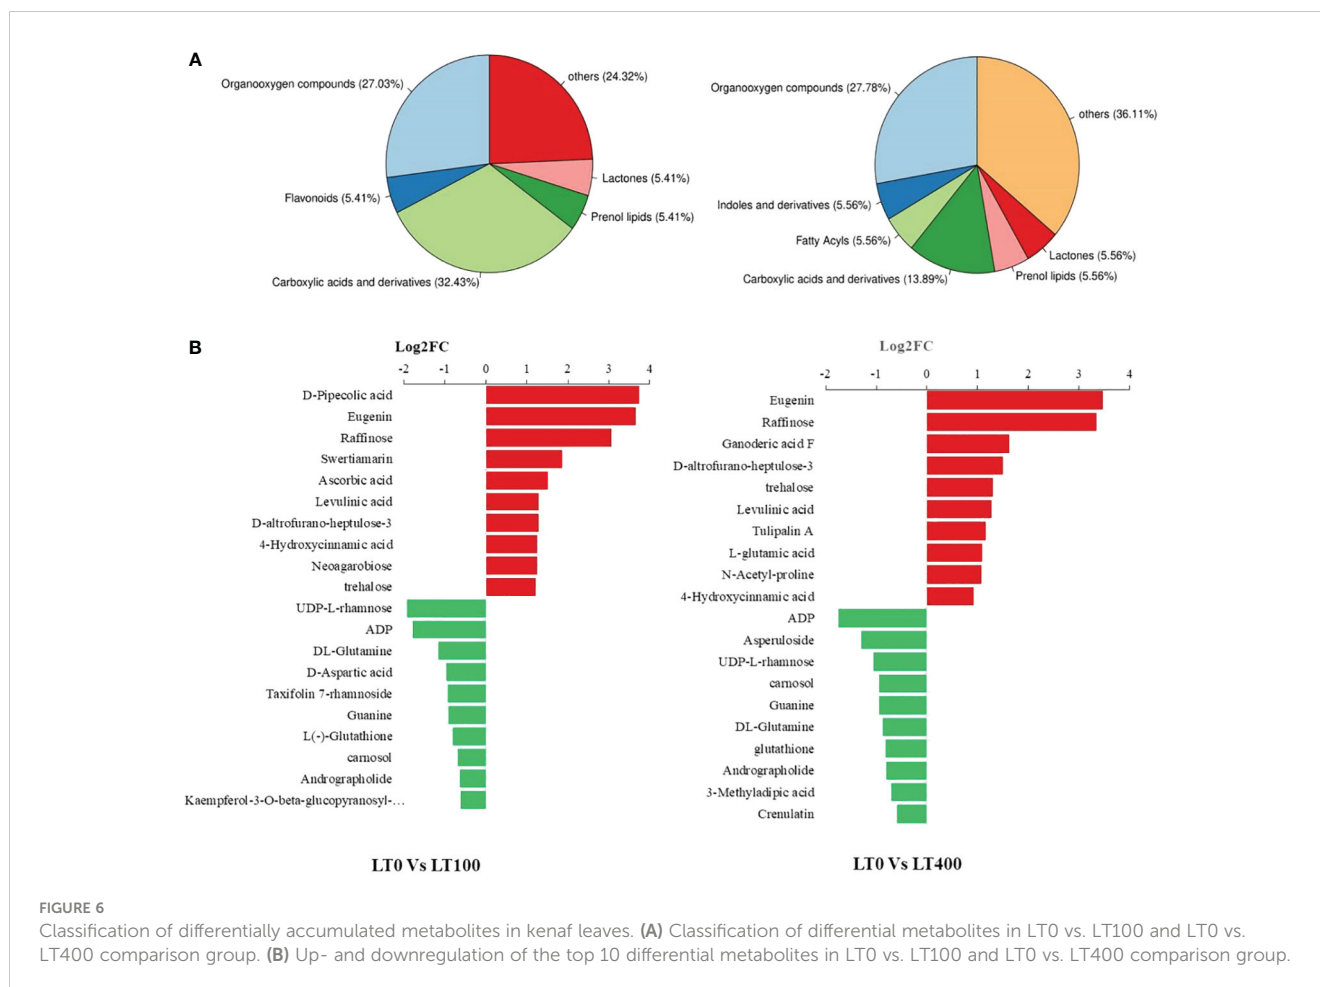 A
Organooxygen compounds (27.03%)
others (24.32%)
Lactones (5.41%)
Flavonoids (5.41%)
Prenol lipids (5.41%)
Carboxylic acids and derivatives (32.43%)
Organooxygen compounds (27.78%)
others (36.11%)
Indoles and derivatives (5.56%)
Fatty Acyls (5.56%)
Lactones (5.56%)
Carboxylic acids and derivatives (13.89%)
Prenol lipids (5.56%)
B
Log2FC
-2 -1 0 1 2 3 4
D-Pipecolic acid
Eugenin
Raffinose
Swertiamarin
Ascorbic acid
Levulinic acid
D-altrofurano-heptulose-3
4-Hydroxycinnamic acid
Neoagarobiose
trehalose
UDP-L-rhamnose
ADP
DL-Glutamine
D-Aspartic acid
Taxifolin 7-rhamnoside
Guanine
L(-)-Glutathione
carnosol
Andrographolide
Kaempferol-3-O-beta-glucopyranosyl-…
LT0 Vs LT100
Log2FC
-2 -1 0 1 2 3 4
Eugenin
Raffinose
Ganoderic acid F
D-altrofurano-heptulose-3
trehalose
Levulinic acid
Tulipalin A
L-glutamic acid
N-Acetyl-proline
4-Hydroxycinnamic acid
ADP
Asperuloside
UDP-L-rhamnose
carnosol
Guanine
DL-Glutamine
glutathione
Andrographolide
3-Methyladipic acid
Crenulatin
LT0 Vs LT400
FIGURE 6
Classification of differentially accumulated metabolites in kenaf leaves. (A) Classification of differential metabolites in LT0 vs. LT100 and LT0 vs.
LT400 comparison group. (B) Up- and downregulation of the top 10 differential metabolites in LT0 vs. LT100 and LT0 vs. LT400 comparison group.